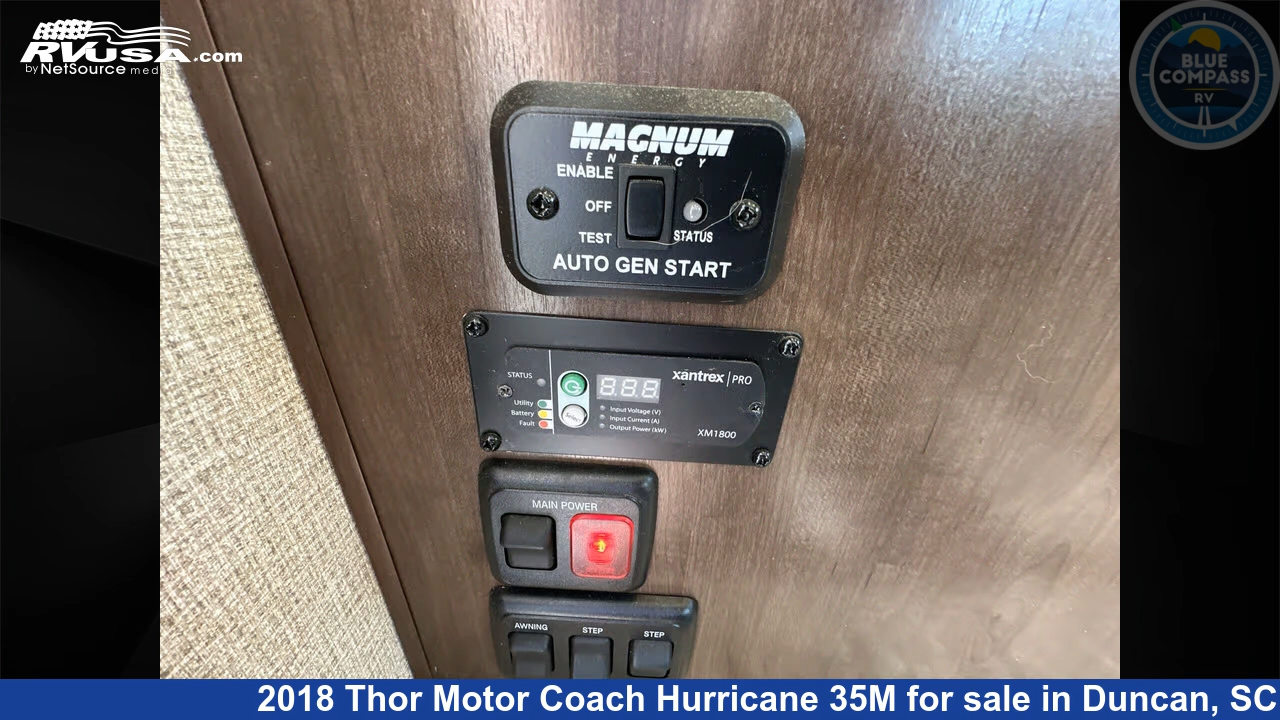 RVUSA.com
by NetSource media
BLUE
COMPASS
RV
MAGNUM
ENERGY
ENABLE
OFF
TEST
STATUS
AUTO GEN START
STATUS
xantrex | PRO
Utility
Battery
Fault
Input Voltage (V)
Input Current (A)
Output Power (kW)
XM1800
MAIN POWER
AWNING
STEP
STEP
2018 Thor Motor Coach Hurricane 35M for sale in Duncan, SC